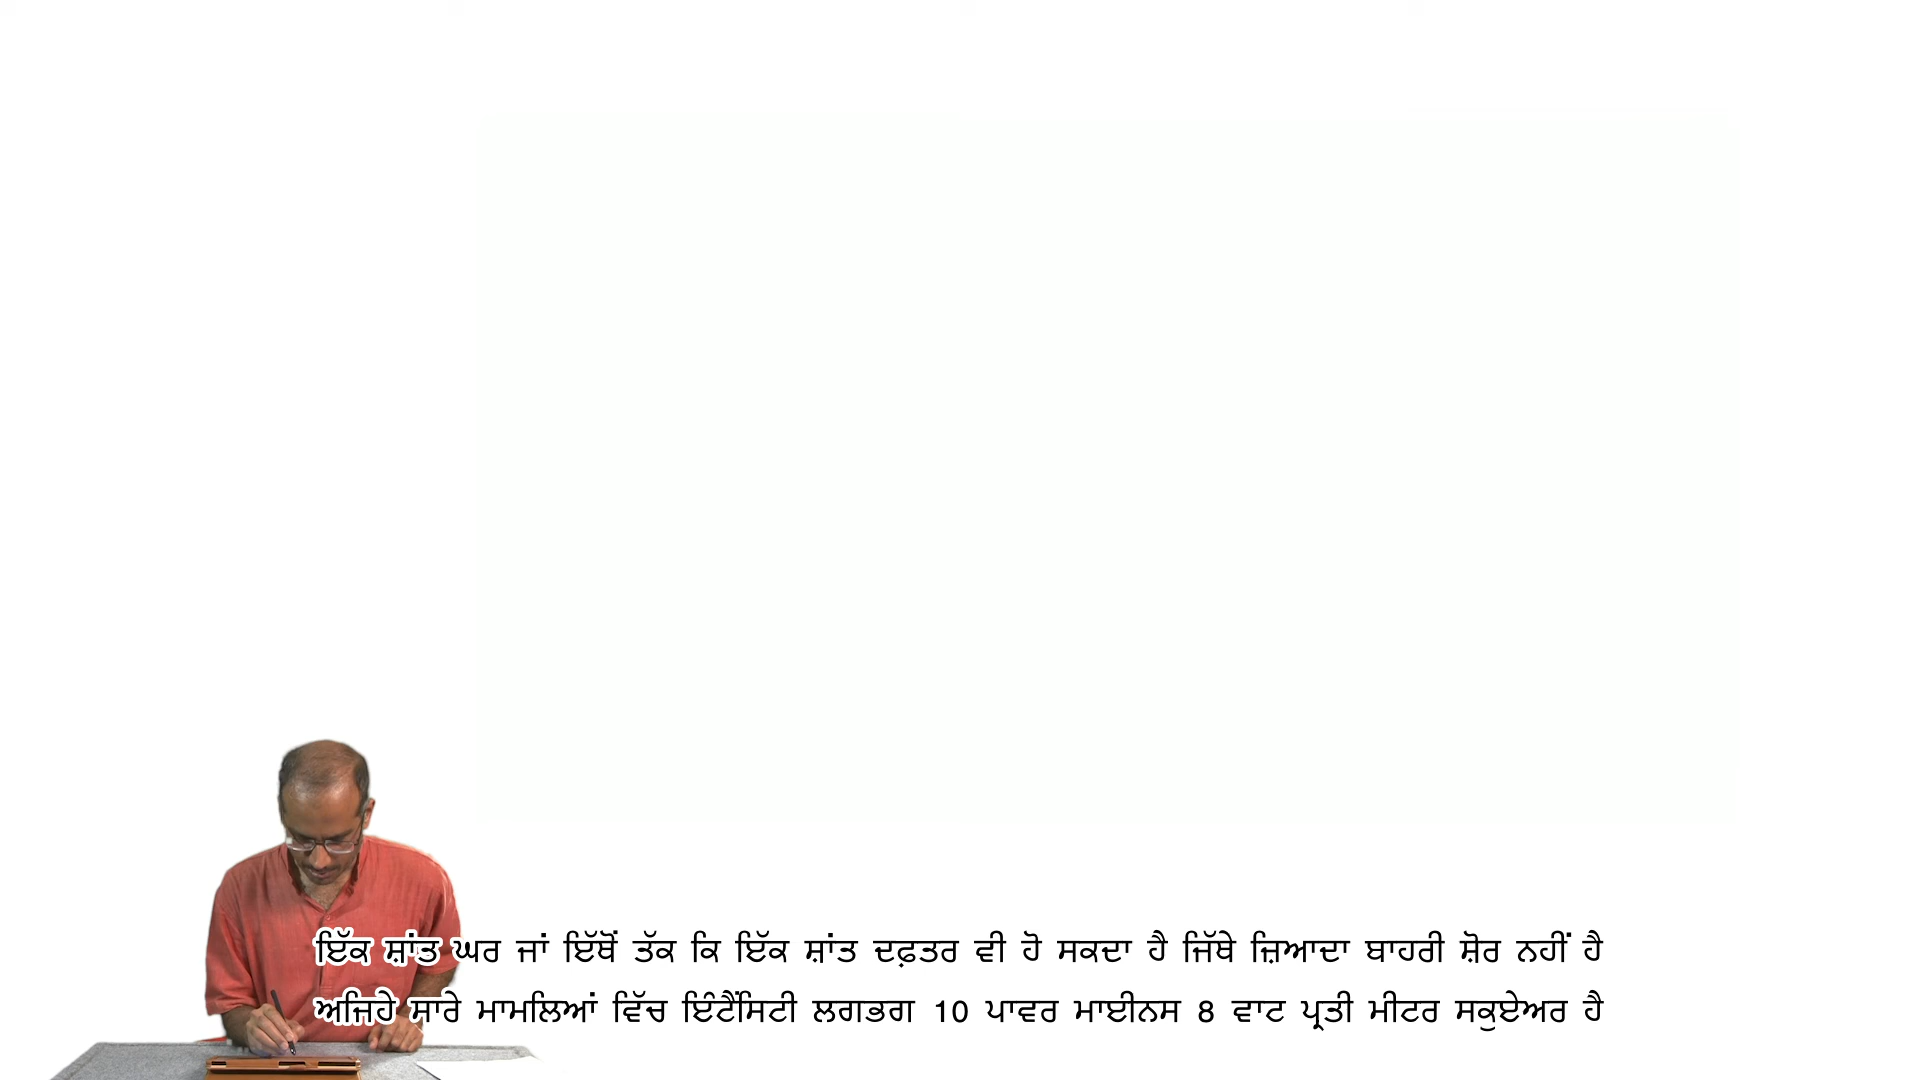 ਇੱਕ ਸ਼ਾਂਤ ਘਰ ਜਾਂ ਇੱਥੋਂ ਤੱਕ ਕਿ ਇੱਕ ਸ਼ਾਂਤ ਦਫ਼ਤਰ ਵੀ ਹੋ ਸਕਦਾ ਹੈ ਜਿੱਥੇ ਜ਼ਿਆਦਾ ਬਾਹਰੀ ਸ਼ੋਰ ਨਹੀਂ ਹੈ
ਅਜਿਹੇ ਸਾਰੇ ਮਾਮਲਿਆਂ ਵਿੱਚ ਇੰਟੈਂਸਿਟੀ ਲਗਭਗ 10 ਪਾਵਰ ਮਾਈਨਸ 8 ਵਾਟ ਪ੍ਰਤੀ ਮੀਟਰ ਸਕੁਏਅਰ ਹੈ